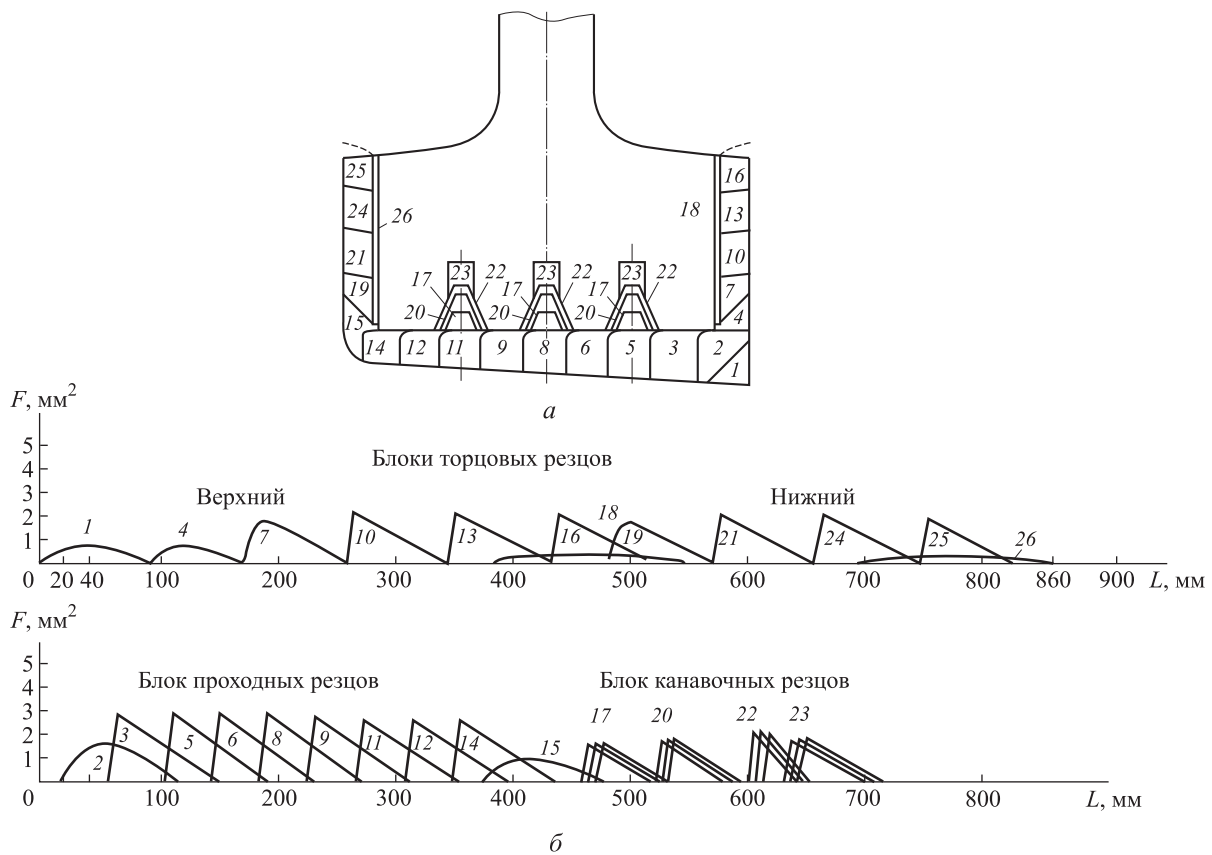 25 16
24 26 18 13
21 10
17 23 22 17 23 22 17 23 22
19 7
20 20 20
15 4
14 12 11 9 8 6 5 3 2
1
а
F, мм²
5
4 Блоки торцовых резцов
3 Верхний Нижний
2 1 4 7 10 13 16 18 19 21 24 25 26
1
0 20 40 100 200 300 400 500 600 700 800 860 900 L, мм
F, мм²
5
4 Блок проходных резцов Блок канавочных резцов
3 17 20 22 23
2 3 5 6 8 9 11 12 14 15
1 2
0 100 200 300 400 500 600 700 800 L, мм
б